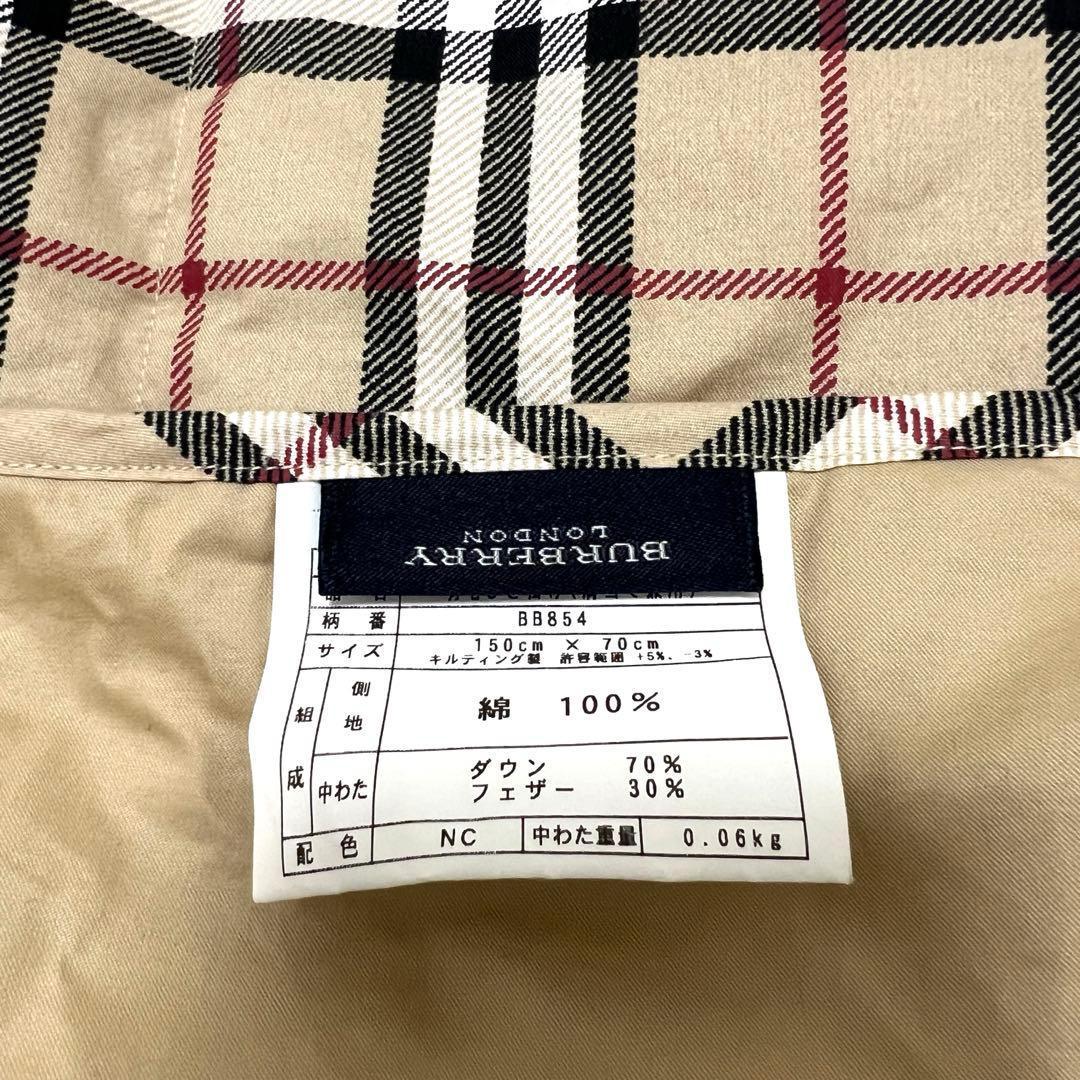 BURBERRY
LONDON
柄番 BB854
サイズ 150cm × 70cm
キルティング製 許容範囲 +5%、-3%
組成 側地 綿 100%
中わた ダウン 70%
フェザー 30%
配色 NC 中わた重量 0.06kg